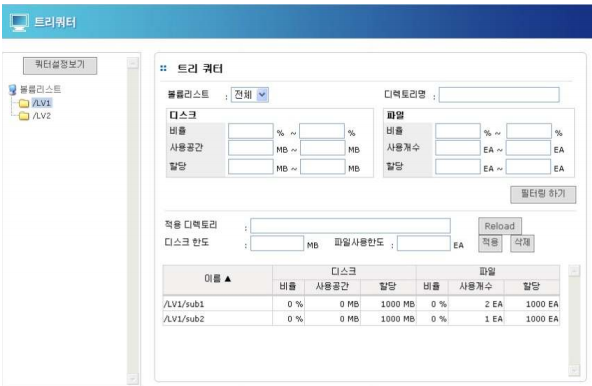 트리쿼터
쿼터설정보기
볼륨리스트
/LV1
/LV2
트리 쿼터
볼륨리스트 : 전체 디렉토리명 :
디스크 파일
비율 % ~ % 비율 % ~ %
사용공간 MB ~ MB 사용개수 EA ~ EA
할당 MB ~ MB 할당 EA ~ EA
필터링 하기
적용 디렉토리 : Reload
디스크 한도 : MB 파일사용한도 : EA 적용 삭제
이름 ▲ 디스크 파일
비율 사용공간 할당 비율 사용개수 할당
/LV1/sub1 0 % 0 MB 1000 MB 0 % 2 EA 1000 EA
/LV1/sub2 0 % 0 MB 1000 MB 0 % 1 EA 1000 EA